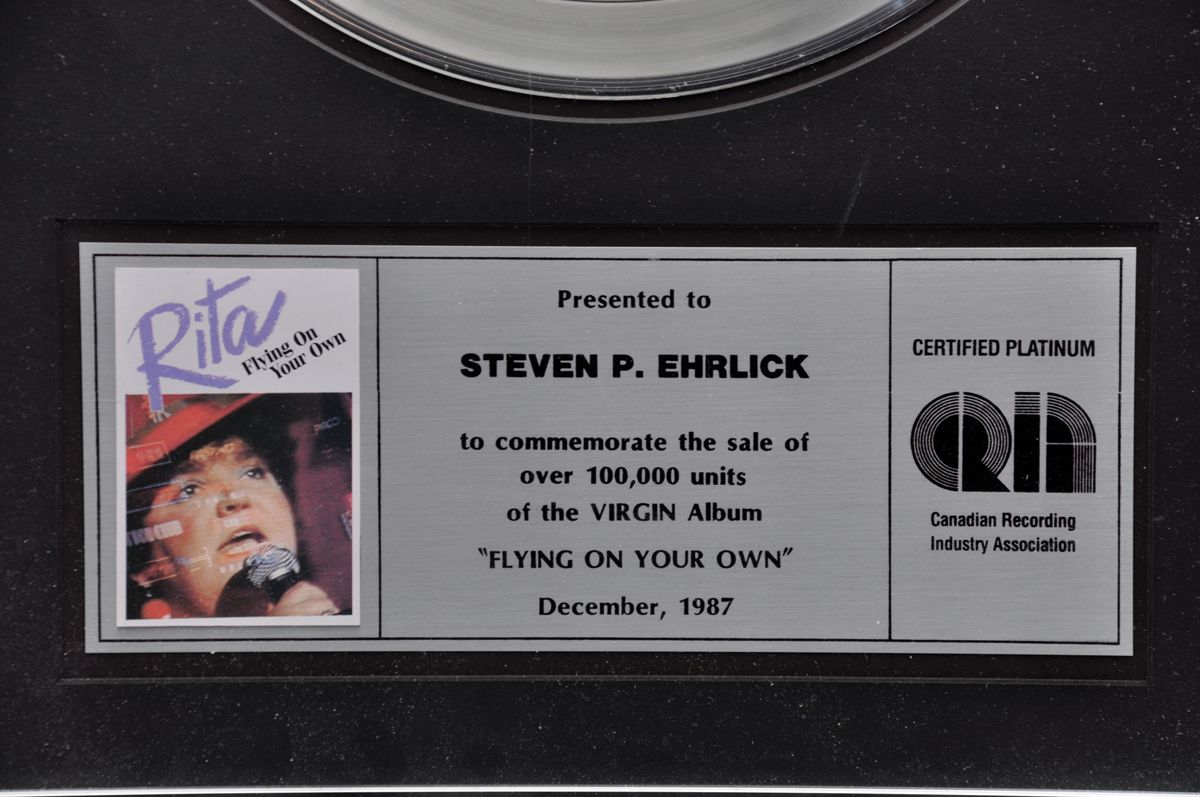 Rita
Flying On
Your Own
Presented to
STEVEN P. EHRLICK
to commemorate the sale of
over 100,000 units
of the VIRGIN Album
"FLYING ON YOUR OWN"
December, 1987
CERTIFIED PLATINUM
CRIA
Canadian Recording
Industry Association